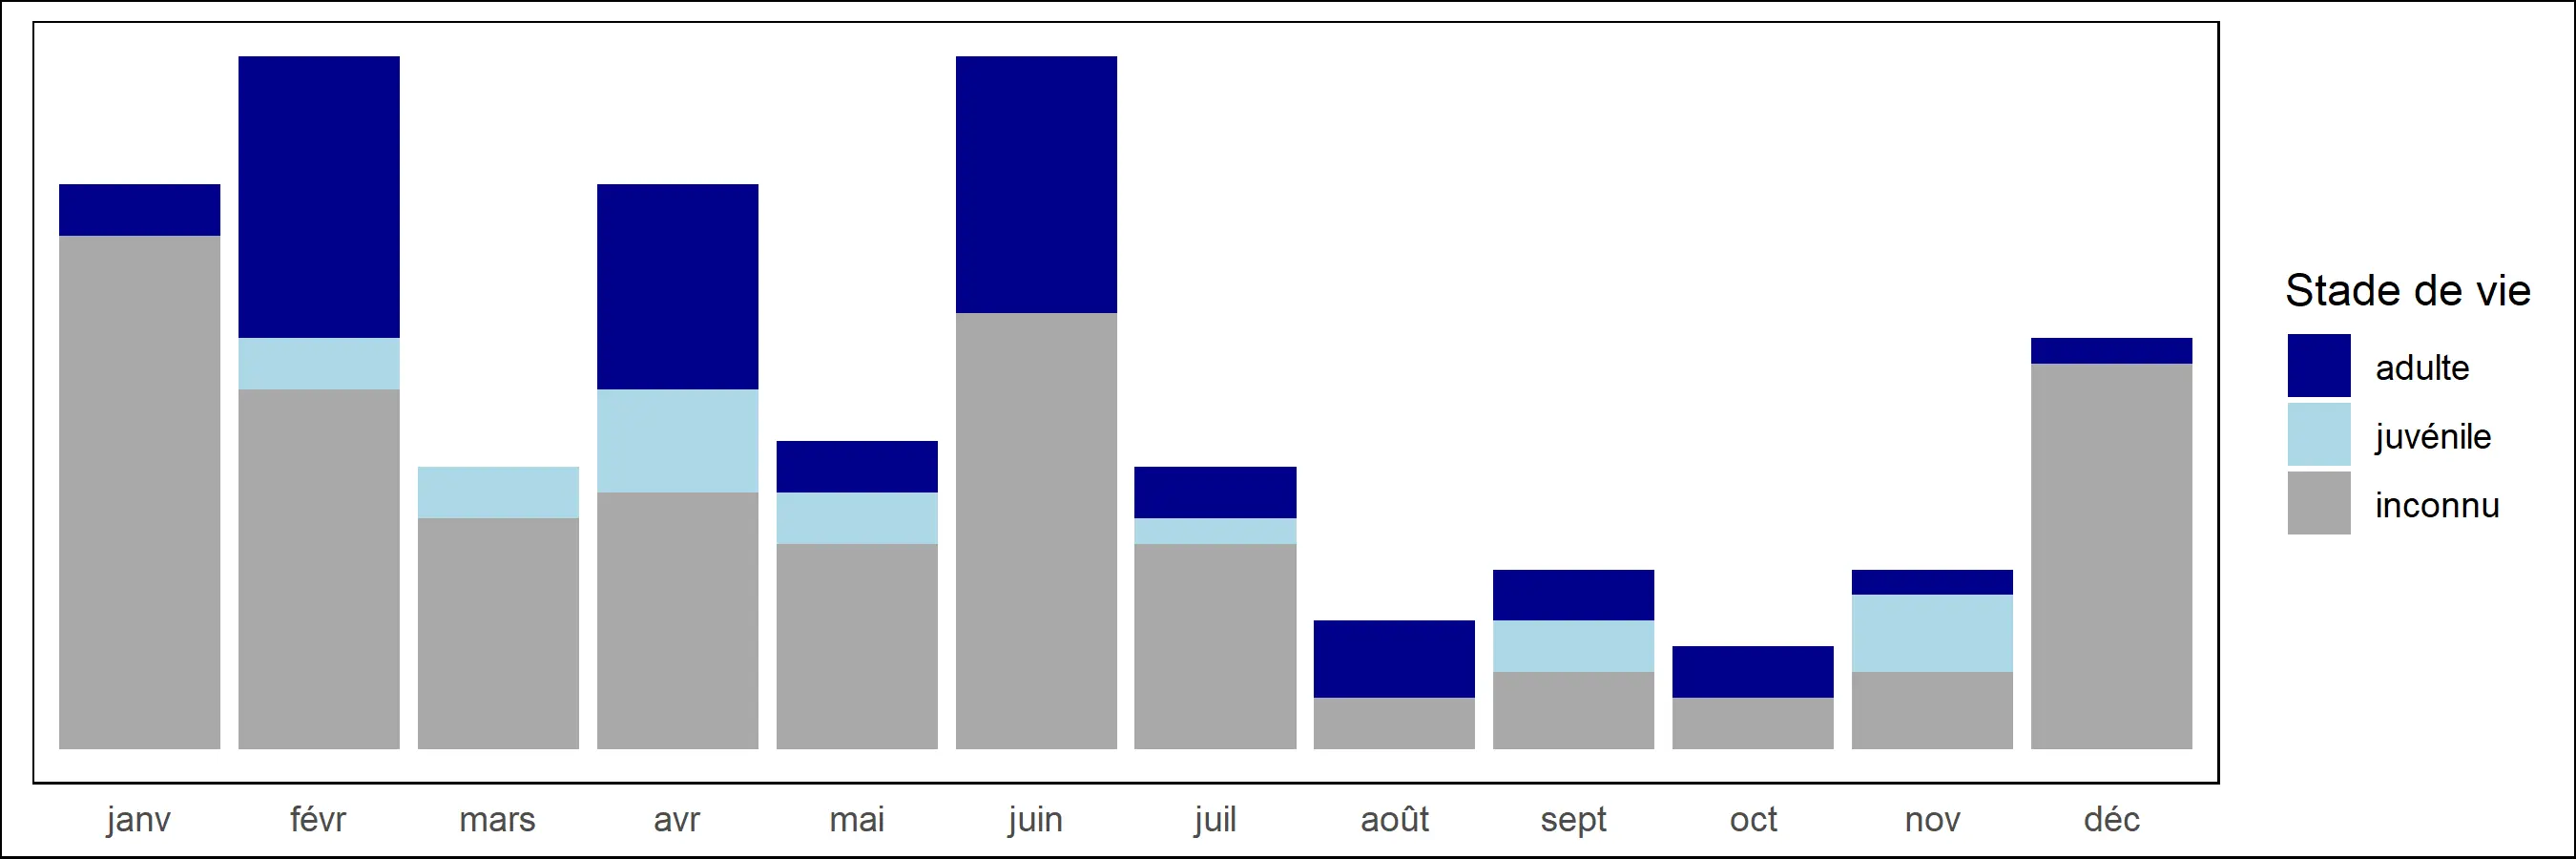 Stade de vie
adulte
juvénile
inconnu
janv févr mars avr mai juin juil août sept oct nov déc